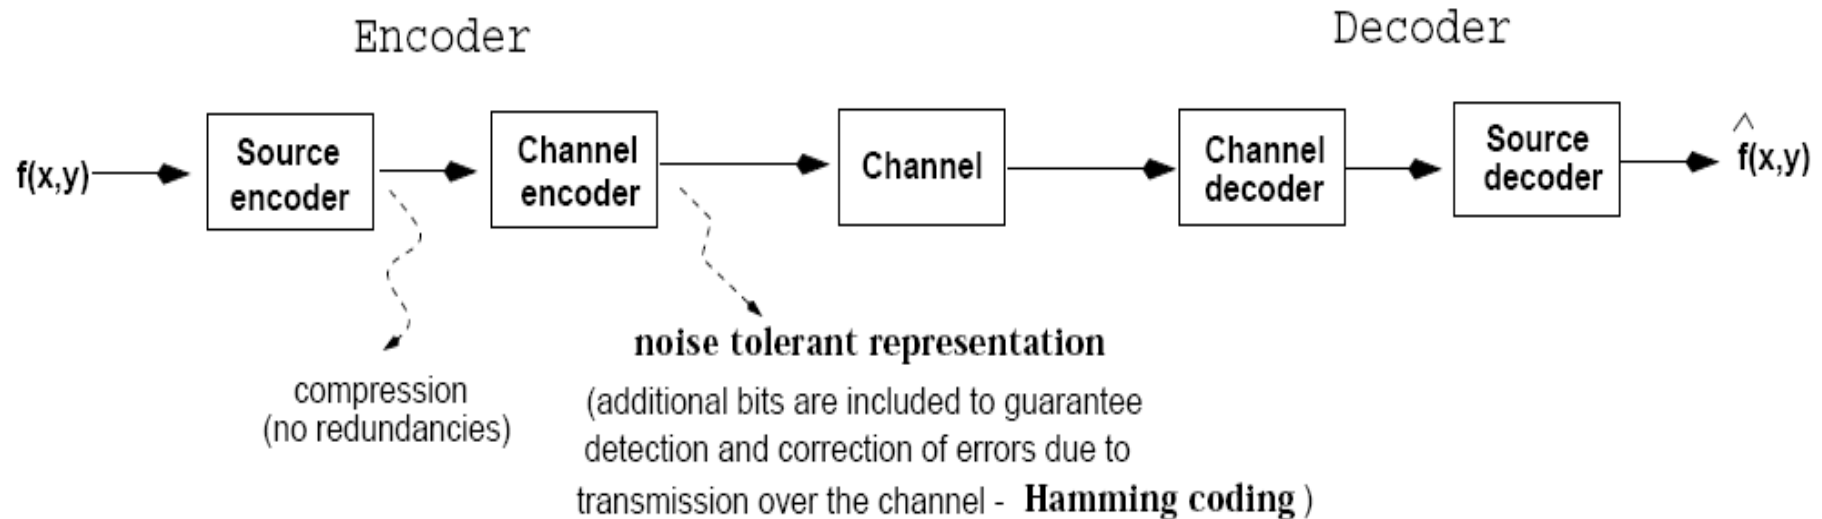 Encoder
Decoder
f(x,y)
Source
encoder
Channel
encoder
Channel
Channel
decoder
Source
decoder
^
f(x,y)
compression
(no redundancies)
noise tolerant representation
(additional bits are included to guarantee
detection and correction of errors due to
transmission over the channel - Hamming coding )